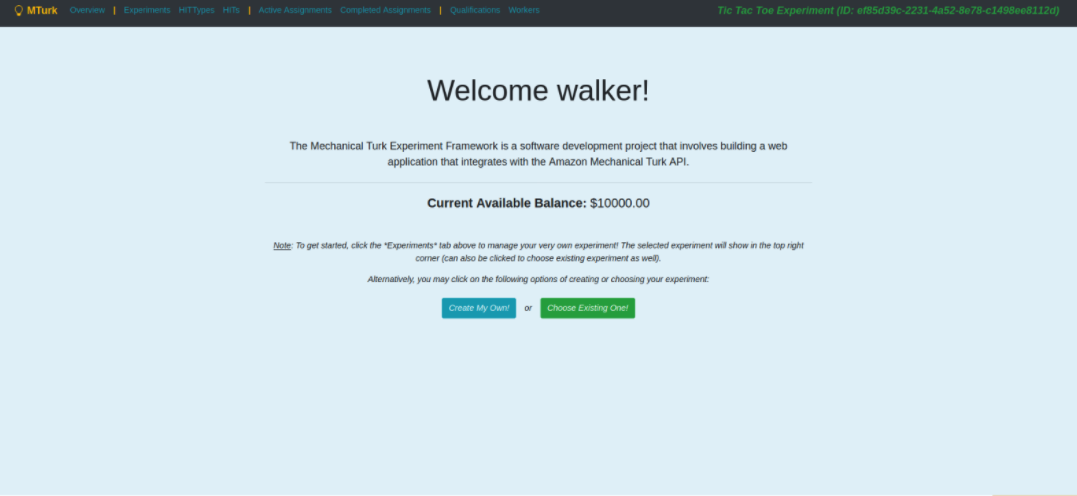 MTurk Overview | Experiments HITTypes HITs | Active Assignments Completed Assignments | Qualifications Workers Tic Tac Toe Experiment (ID: ef85d39c-2231-4a52-8e78-c1498ee8112d)
Welcome walker!
The Mechanical Turk Experiment Framework is a software development project that involves building a web
application that integrates with the Amazon Mechanical Turk API.
Current Available Balance: $10000.00
Note: To get started, click the *Experiments* tab above to manage your very own experiment! The selected experiment will show in the top right
corner (can also be clicked to choose existing experiment as well).
Alternatively, you may click on the following options of creating or choosing your experiment:
Create My Own! or Choose Existing One!